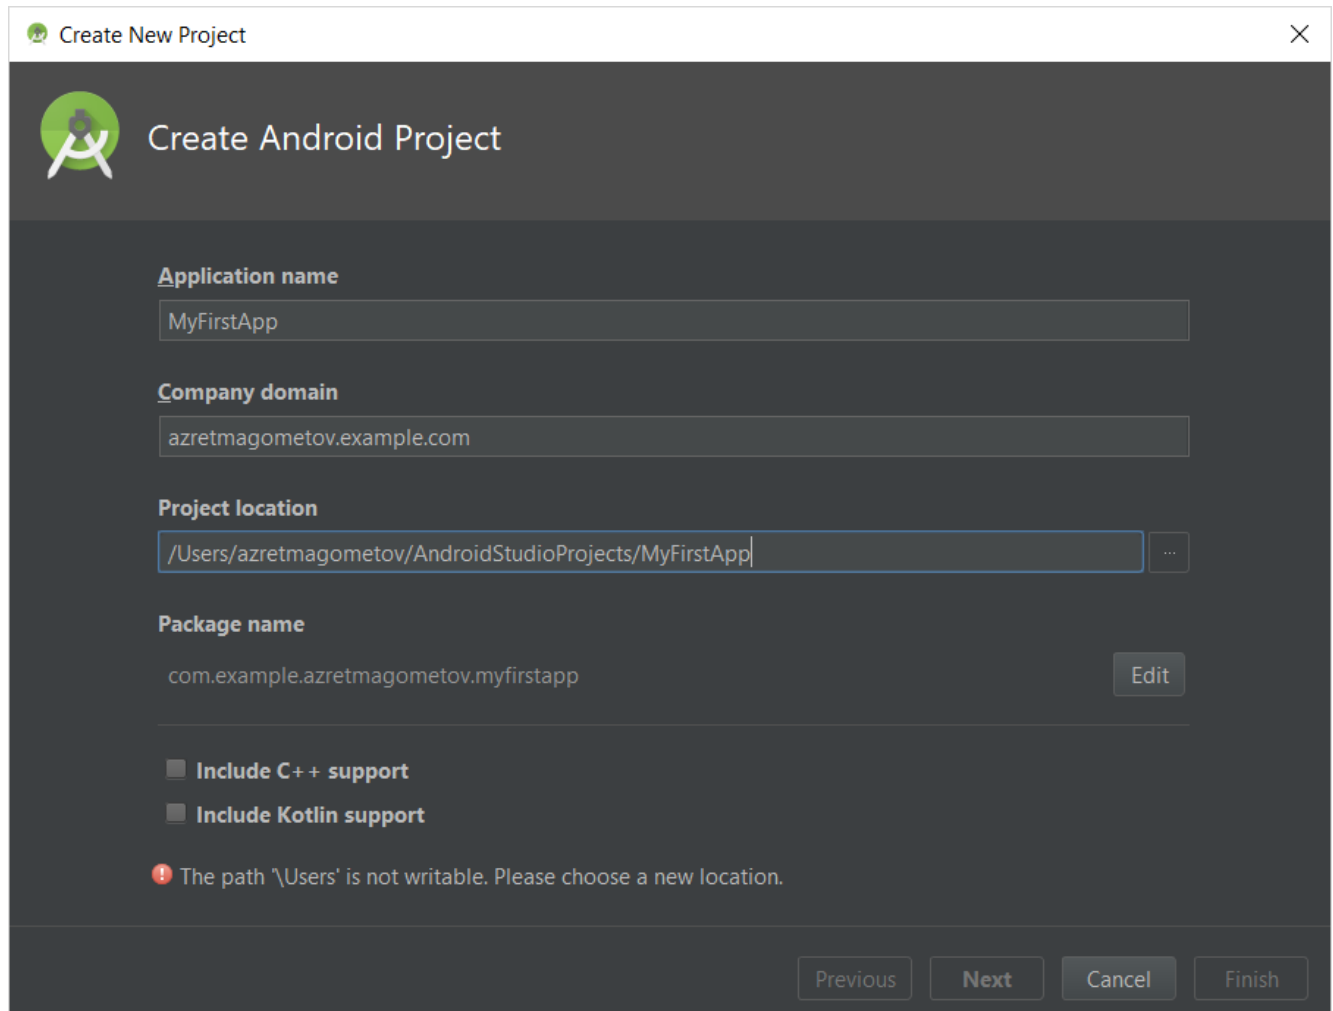 Create New Project
Create Android Project
Application name
MyFirstApp
Company domain
azretmagometov.example.com
Project location
/Users/azretmagometov/AndroidStudioProjects/MyFirstApp
...
Package name
com.example.azretmagometov.myfirstapp
Edit
Include C++ support
Include Kotlin support
The path '\Users' is not writable. Please choose a new location.
Previous Next Cancel Finish